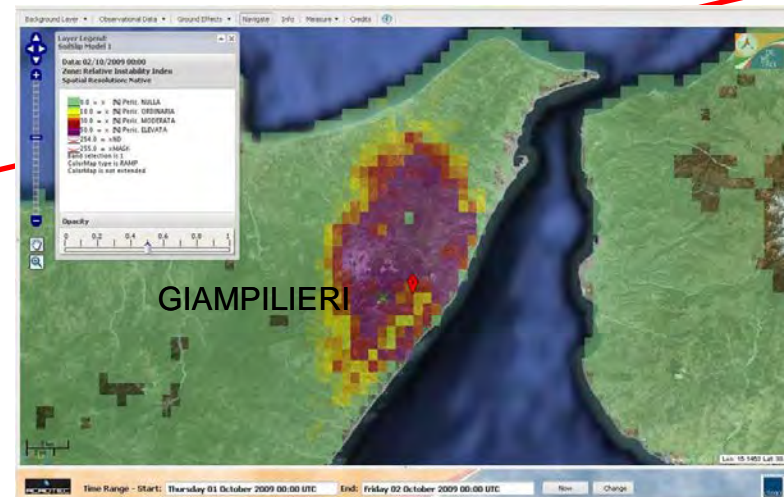 Background Layer Observational Data Ground Effects Navigate Info Measure Credits
Layer Legend:
SoilSlip Model 1
Data: 02/10/2009 00:00
Zone: Relative Instability Index
Spatial Resolution: Native
0.0 = x [%] Peric. NULLA
10.0 = x [%] Peric. ORDINARIA
30.0 = x [%] Peric. MODERATA
50.0 = x [%] Peric. ELEVATA
254.0 = xND
255.0 = xMASK
Band selection is 1
ColorMap type is RAMP
ColorMap is not extended
Opacity
0 0.2 0.4 0.6 0.8 1
GIAMPILIERI
Time Range - Start: Thursday 01 October 2009 00:00 UTC End: Friday 02 October 2009 00:00 UTC Now Change